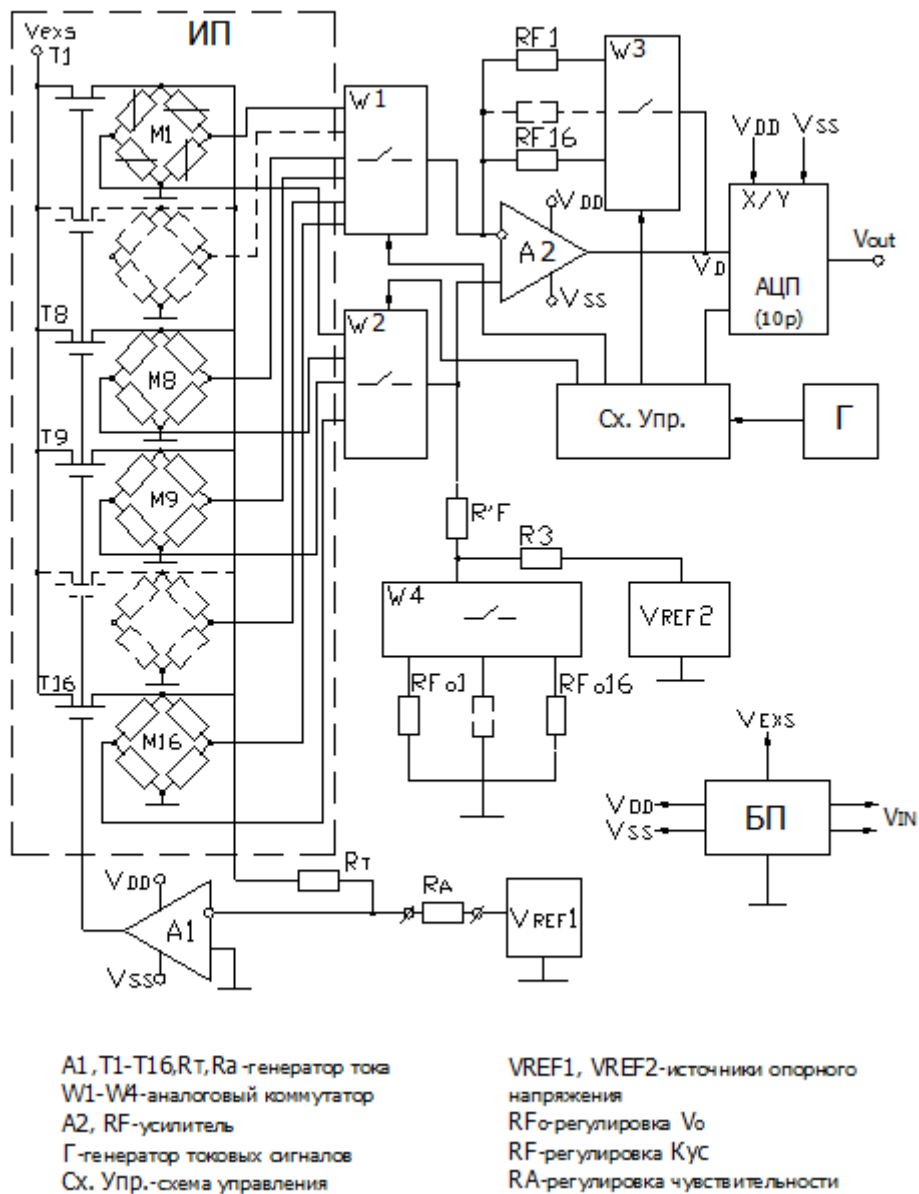 Vexs
ИП
T1
M1
W1
RF1
W3
RF16
VDD
VSS
X/Y
АЦП
(10р)
Vout
A2
VDD
VSS
VD
T8
M8
W2
T9
M9
Сх. Упр.
Г
R'F
R3
W4
VREF2
RFo1
RFo16
T16
M16
VEXS
VDD
VSS
БП
VIN
RT
RA
VDD
A1
VSS
VREF1
A1,T1-T16,Rт,Ra-генератор тока
W1-W4-аналоговый коммутатор
A2, RF-усилитель
Г-генератор токовых сигналов
Сх. Упр.-схема управления
VREF1, VREF2-источники опорного
напряжения
RFo-регулировка Vo
RF-регулировка Кус
RA-регулировка чувствительности